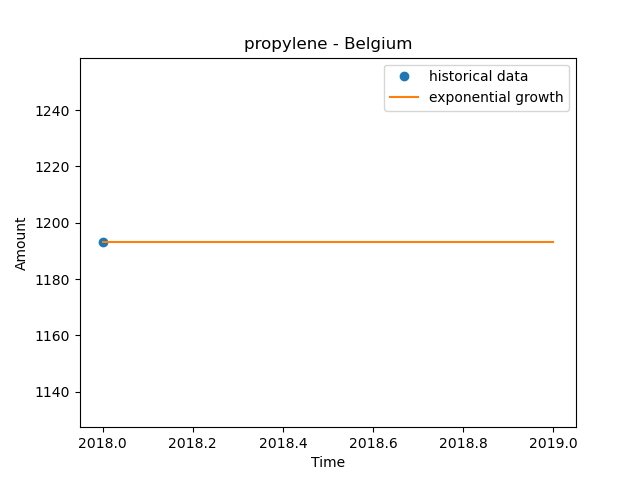 propylene - Belgium
historical data
exponential growth
Amount
1240
1220
1200
1180
1160
1140
2018.0 2018.2 2018.4 2018.6 2018.8 2019.0
Time